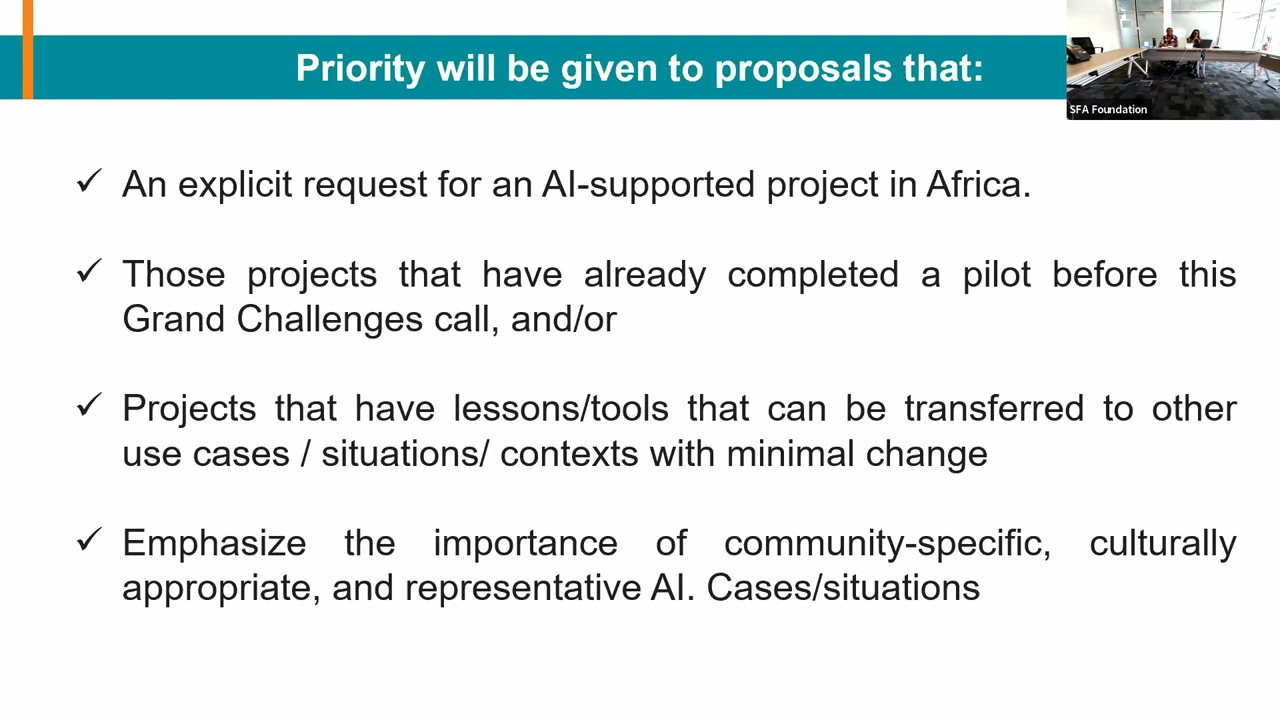 Priority will be given to proposals that:
SFA Foundation
✓ An explicit request for an AI-supported project in Africa.
✓ Those projects that have already completed a pilot before this
Grand Challenges call, and/or
✓ Projects that have lessons/tools that can be transferred to other
use cases / situations/ contexts with minimal change
✓ Emphasize the importance of community-specific, culturally
appropriate, and representative AI. Cases/situations